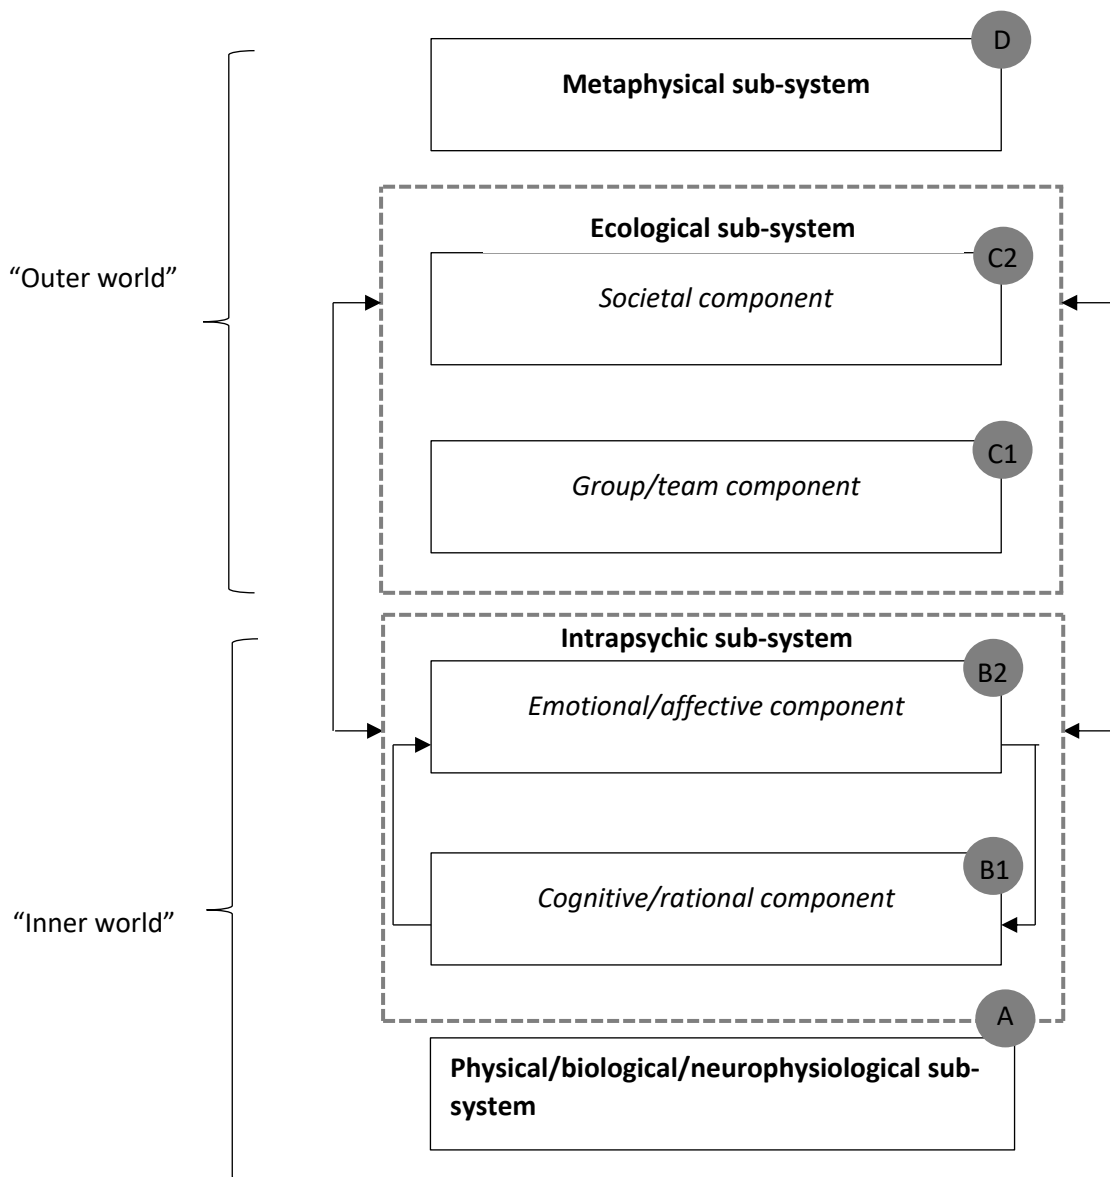 D
Metaphysical sub-system
Ecological sub-system
C2
“Outer world”
Societal component
C1
Group/team component
Intrapsychic sub-system
B2
Emotional/affective component
B1
Cognitive/rational component
“Inner world”
A
Physical/biological/neurophysiological sub-
system